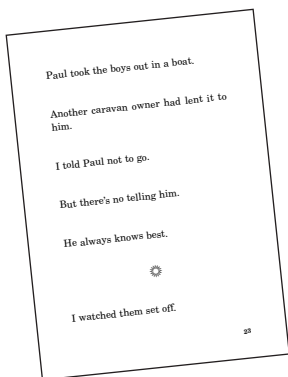 Paul took the boys out in a boat.
Another caravan owner had lent it to
him.
I told Paul not to go.
But there's no telling him.
He always knows best.
I watched them set off.
23